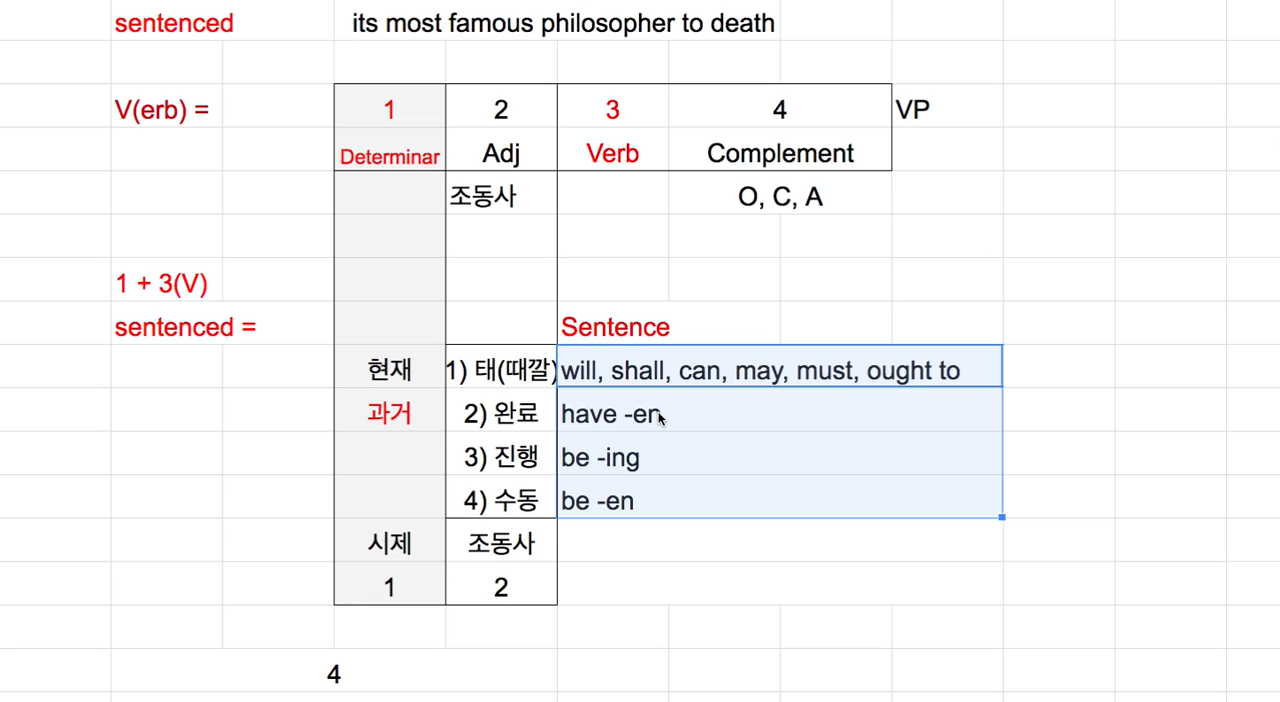 sentenced its most famous philosopher to death
V(erb) = 1 2 3 4 VP
Determinar Adj Verb Complement
조동사 O, C, A
1 + 3(V)
sentenced = Sentence
현재 1) 태(때깔) will, shall, can, may, must, ought to
과거 2) 완료 have -en
3) 진행 be -ing
4) 수동 be -en
시제 조동사
1 2
4